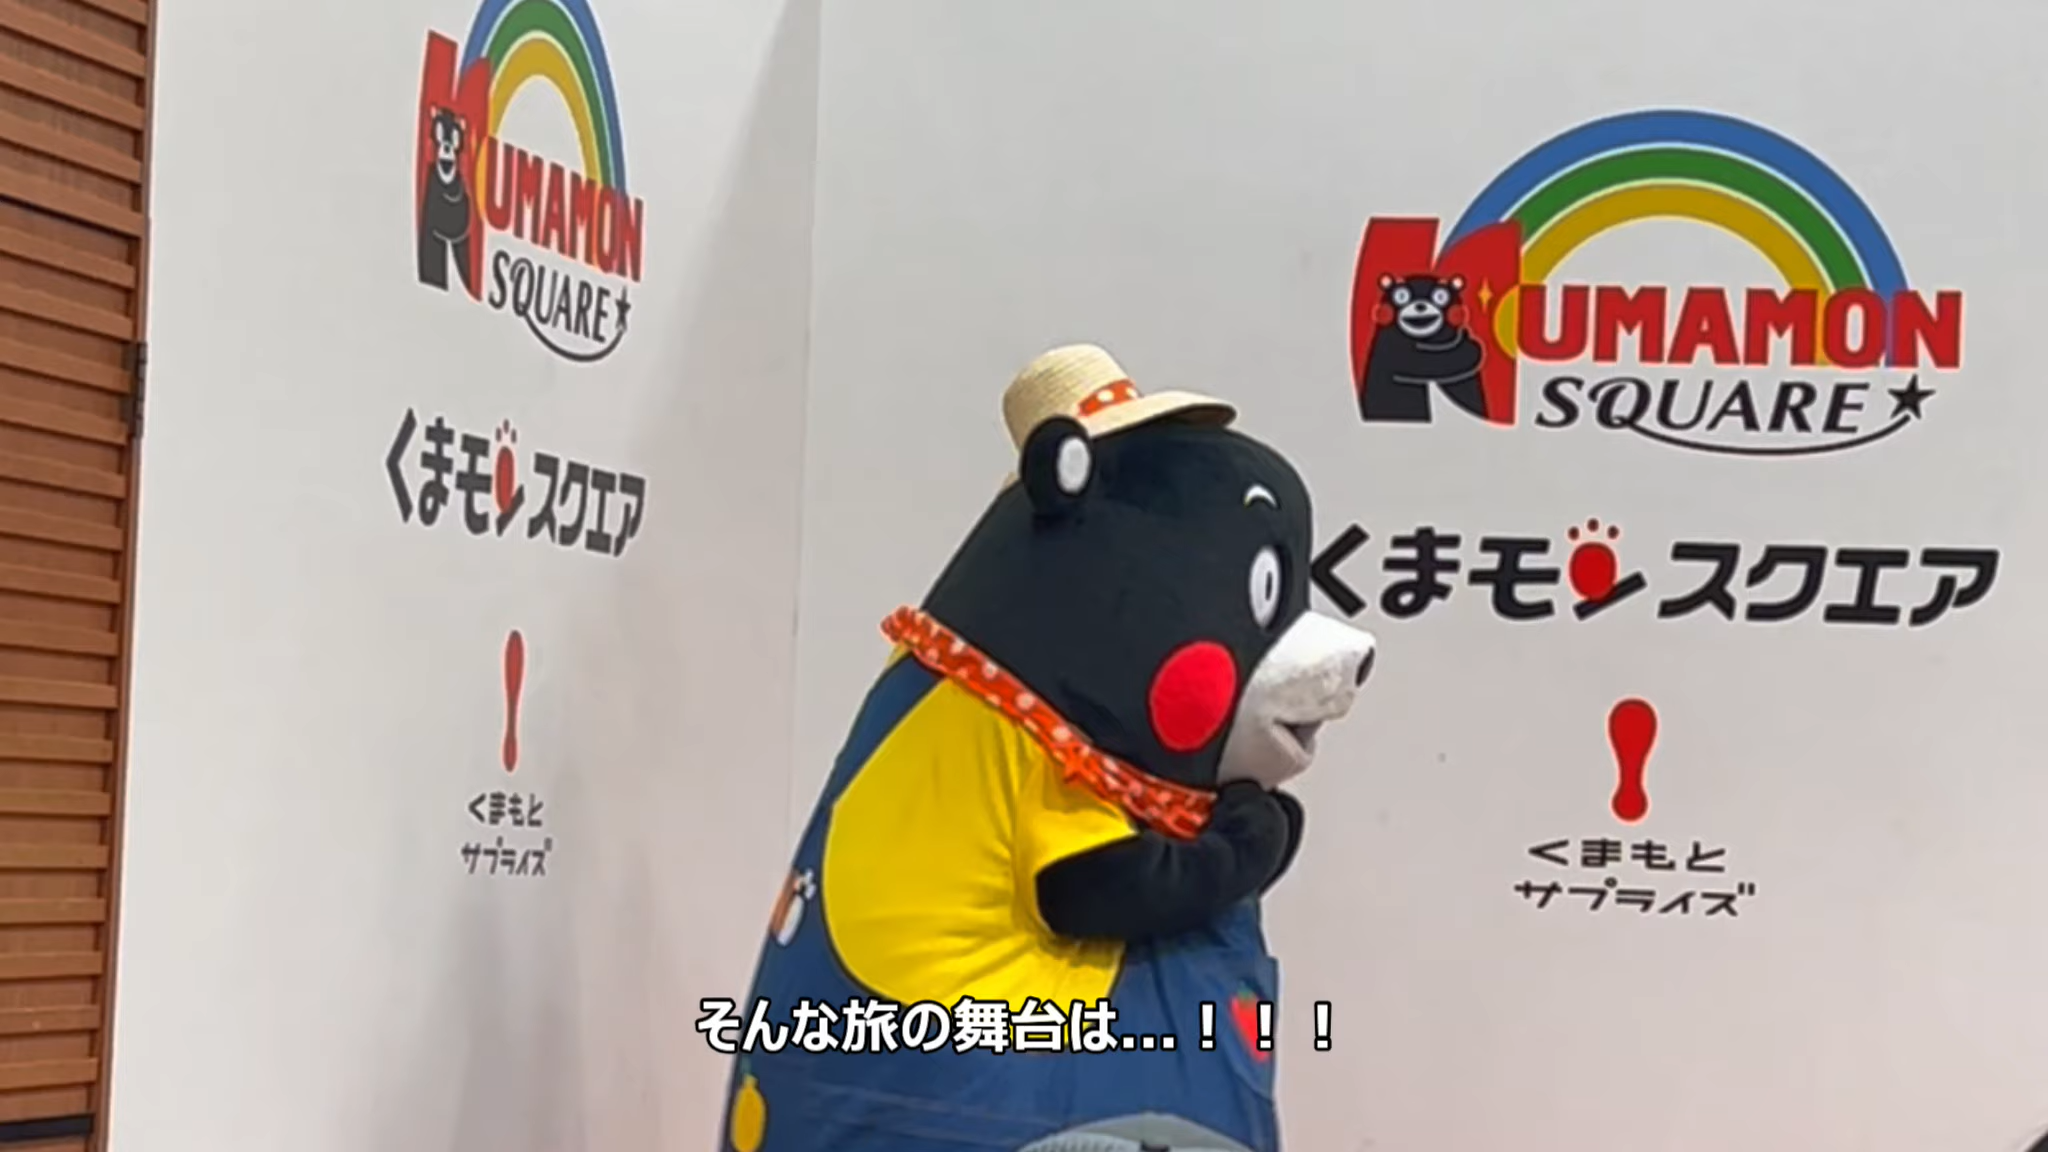 KUMAMON
SQUARE★
くまモンスクエア
くまもと
サプライズ
KUMAMON
SQUARE★
くまモンスクエア
くまもと
サプライズ
そんな旅の舞台は...！！！